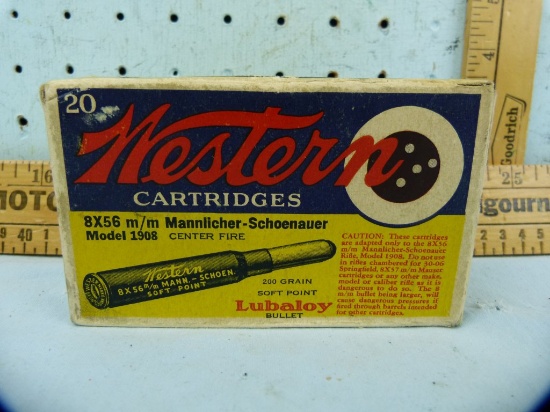 20
Western
CARTRIDGES
8X56 m/m Mannlicher-Schoenauer
Model 1908 CENTER FIRE
Western
8X56 m/m MANN-SCHOEN.
SOFT-POINT
200 GRAIN
SOFT POINT
Lubaloy
BULLET
CAUTION: These cartridges
are adapted only to the 8X56
m/m Mannlicher-Schoenauer
Rifle, Model 1908. Do not use
in rifles chambered for 30-06
Springfield, 8X57 m/m Mauser
cartridges or any other make,
model or caliber rifle as it is
dangerous to do so. The 8
m/m bullet being larger, will
cause dangerous pressures if
fired through barrels intended
for other cartridges.
Goodrich
MOTO
gourn